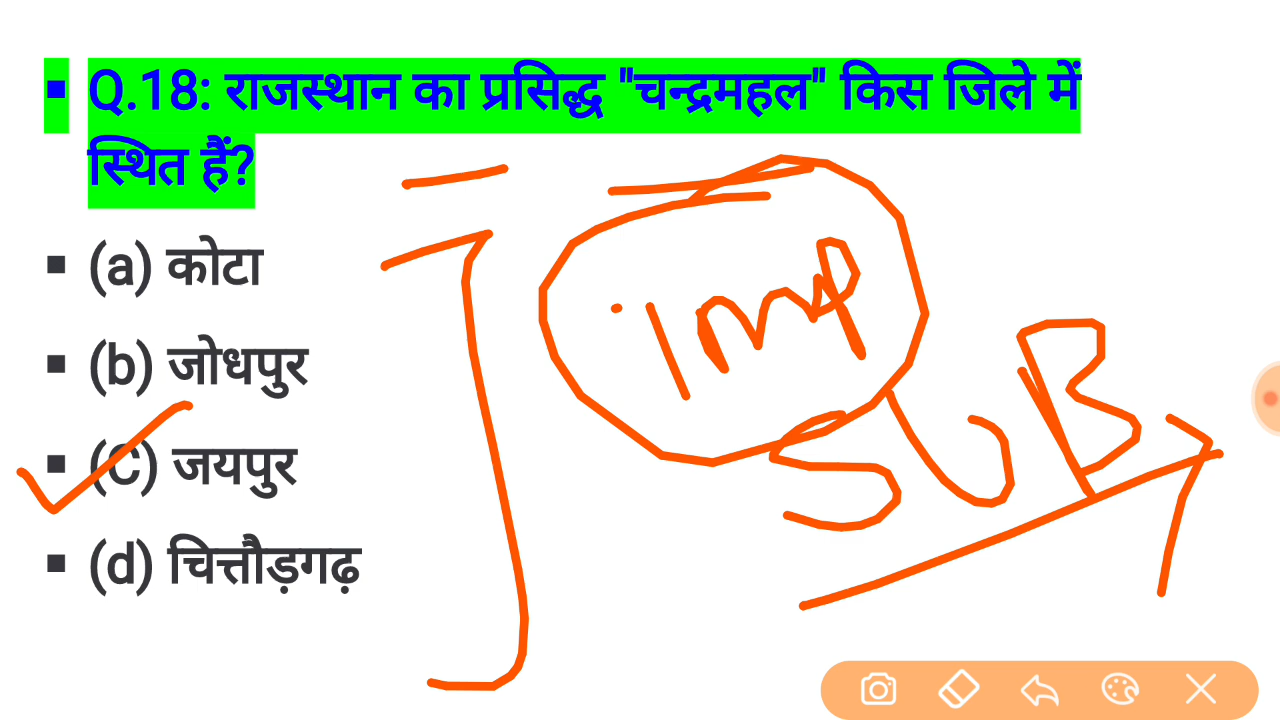 ▪ Q.18: राजस्थान का प्रसिद्ध "चन्द्रमहल" किस जिले में
स्थित हैं?
▪ (a) कोटा
▪ (b) जोधपुर
▪ (C) जयपुर
▪ (d) चित्तौड़गढ़
Imp
SUB